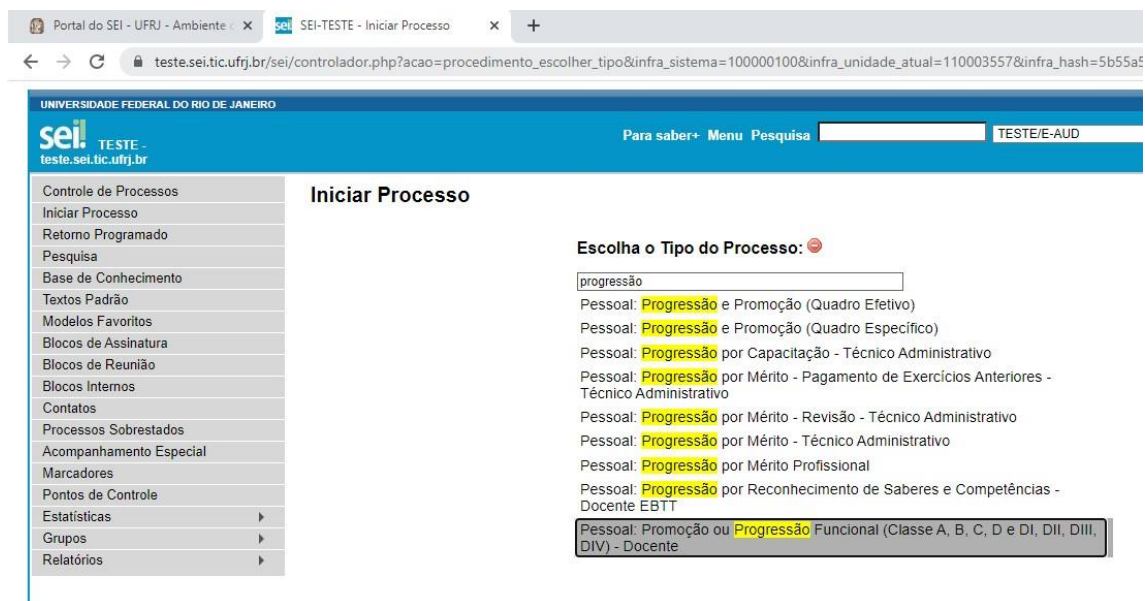 Portal do SEI - UFRJ - Ambiente
SEI-TESTE - Iniciar Processo
teste.sei.tic.ufrj.br/sei/controlador.php?acao=procedimento_escolher_tipo&infra_sistema=100000100&infra_unidade_atual=110003557&infra_hash=5b55a5
UNIVERSIDADE FEDERAL DO RIO DE JANEIRO
sei! TESTE -
teste.sei.tic.ufrj.br
Para saber+ Menu Pesquisa
TESTE/E-AUD
Controle de Processos
Iniciar Processo
Retorno Programado
Pesquisa
Base de Conhecimento
Textos Padrão
Modelos Favoritos
Blocos de Assinatura
Blocos de Reunião
Blocos Internos
Contatos
Processos Sobrestados
Acompanhamento Especial
Marcadores
Pontos de Controle
Estatísticas
Grupos
Relatórios
Iniciar Processo
Escolha o Tipo do Processo:
progressão
Pessoal: Progressão e Promoção (Quadro Efetivo)
Pessoal: Progressão e Promoção (Quadro Específico)
Pessoal: Progressão por Capacitação - Técnico Administrativo
Pessoal: Progressão por Mérito - Pagamento de Exercícios Anteriores -
Técnico Administrativo
Pessoal: Progressão por Mérito - Revisão - Técnico Administrativo
Pessoal: Progressão por Mérito - Técnico Administrativo
Pessoal: Progressão por Mérito Profissional
Pessoal: Progressão por Reconhecimento de Saberes e Competências -
Docente EBTT
Pessoal: Promoção ou Progressão Funcional (Classe A, B, C, D e DI, DII, DIII,
DIV) - Docente